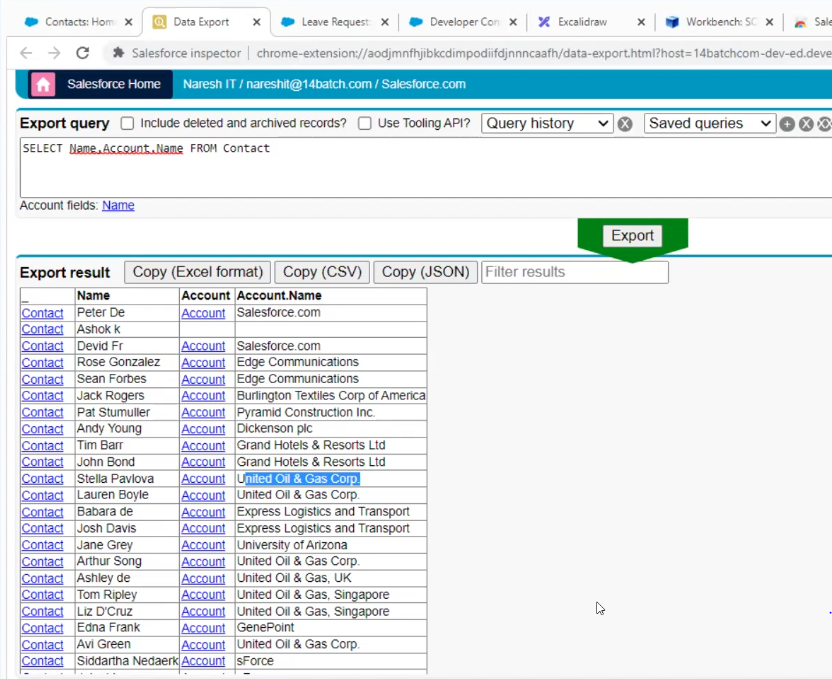 Contacts: Hom
Data Export
Leave Request
Developer Con
Excalidraw
Workbench: SO
Sale
Salesforce inspector
chrome-extension://aodjmnfhjibkcdimpodiifdjnnncaafh/data-export.html?host=14batchcom-dev-ed.deve
Salesforce Home
Naresh IT / nareshit@14batch.com / Salesforce.com
Export query Include deleted and archived records? Use Tooling API? Query history X Saved queries + X
SELECT Name,Account.Name FROM Contact
Account fields: Name
Export
Export result Copy (Excel format) Copy (CSV) Copy (JSON) Filter results
_ Name Account Account.Name
Contact Peter De Account Salesforce.com
Contact Ashok k
Contact Devid Fr Account Salesforce.com
Contact Rose Gonzalez Account Edge Communications
Contact Sean Forbes Account Edge Communications
Contact Jack Rogers Account Burlington Textiles Corp of America
Contact Pat Stumuller Account Pyramid Construction Inc.
Contact Andy Young Account Dickenson plc
Contact Tim Barr Account Grand Hotels & Resorts Ltd
Contact John Bond Account Grand Hotels & Resorts Ltd
Contact Stella Pavlova Account United Oil & Gas Corp.
Contact Lauren Boyle Account United Oil & Gas Corp.
Contact Babara de Account Express Logistics and Transport
Contact Josh Davis Account Express Logistics and Transport
Contact Jane Grey Account University of Arizona
Contact Arthur Song Account United Oil & Gas Corp.
Contact Ashley de Account United Oil & Gas, UK
Contact Tom Ripley Account United Oil & Gas, Singapore
Contact Liz D'Cruz Account United Oil & Gas, Singapore
Contact Edna Frank Account GenePoint
Contact Avi Green Account United Oil & Gas Corp.
Contact Siddartha Nedaerk Account sForce